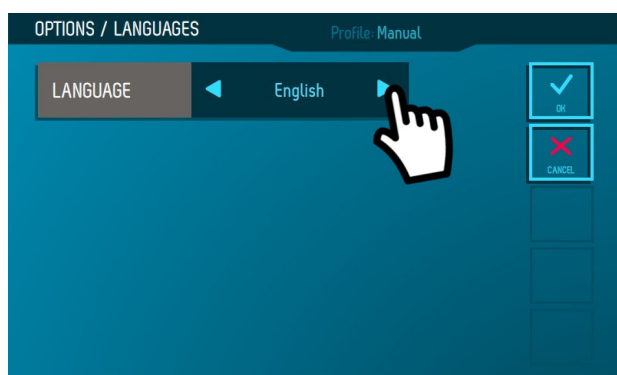 OPTIONS / LANGUAGES
Profile: Manual
LANGUAGE
English
OK
CANCEL